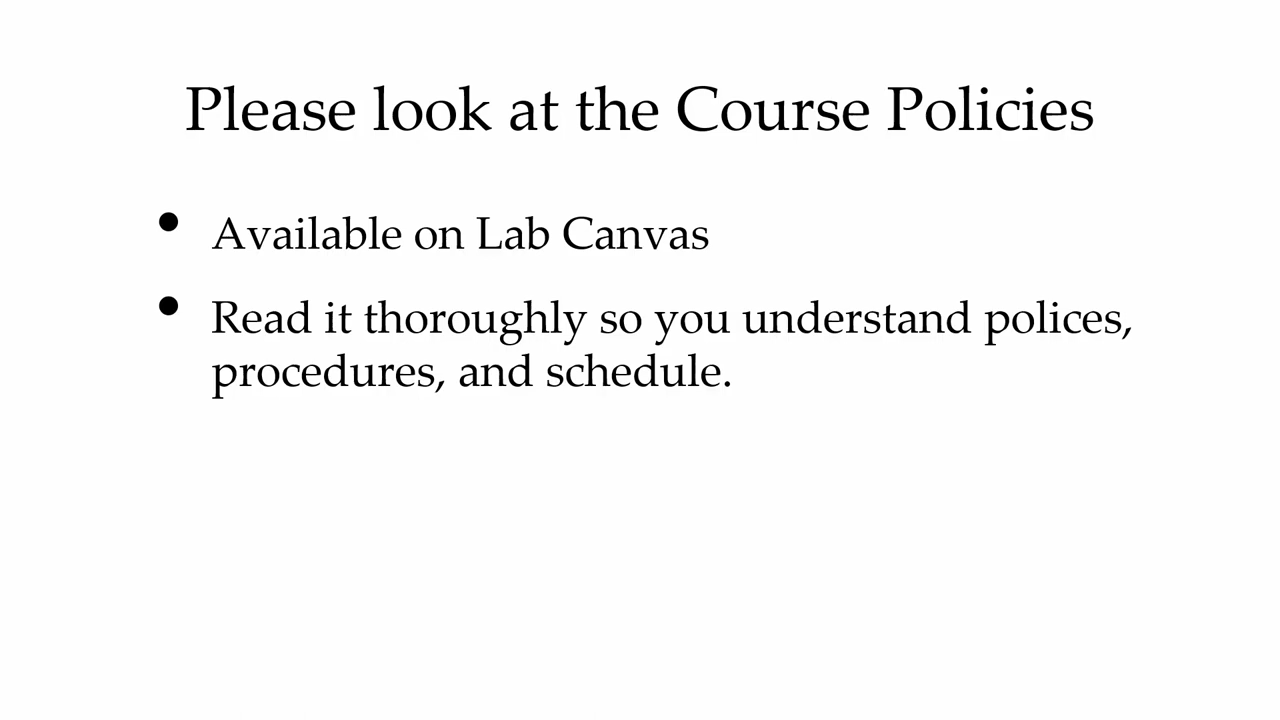 Please look at the Course Policies
• Available on Lab Canvas
• Read it thoroughly so you understand polices,
procedures, and schedule.